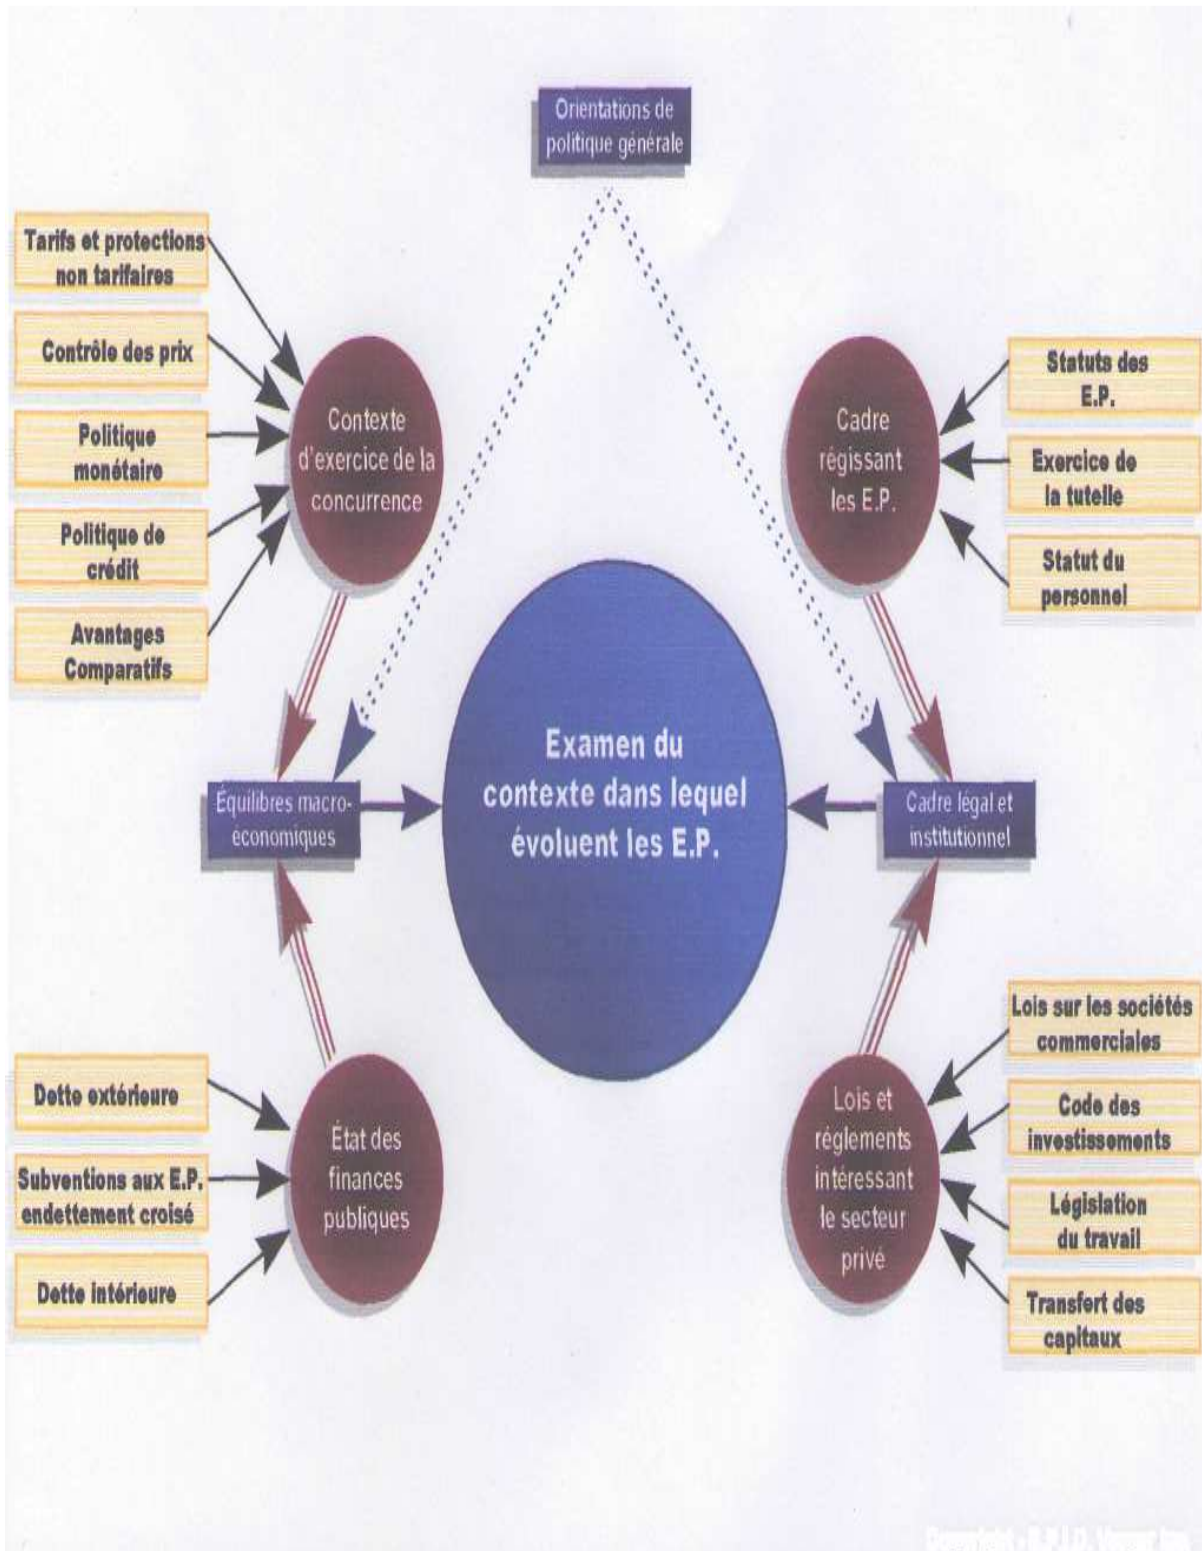 Orientations de
politique générale
Tarifs et protections
non tarifaires
Contrôle des prix
Politique
monétaire
Politique de
crédit
Avantages
Comparatifs
Contexte
d'exercice de la
concurrence
Cadre
régissant
les E.P.
Statuts des
E.P.
Exercice de
la tutelle
Statut du
personnel
Équilibres macro-
économiques
Examen du
contexte dans lequel
évoluent les E.P.
Cadre légal et
institutionnel
Dette extérieure
Subventions aux E.P.
endettement croisé
Dette intérieure
État des
finances
publiques
Lois et
réglements
intéressant
le secteur
privé
Lois sur les sociétés
commerciales
Code des
investissements
Législation
du travail
Transfert des
capitaux